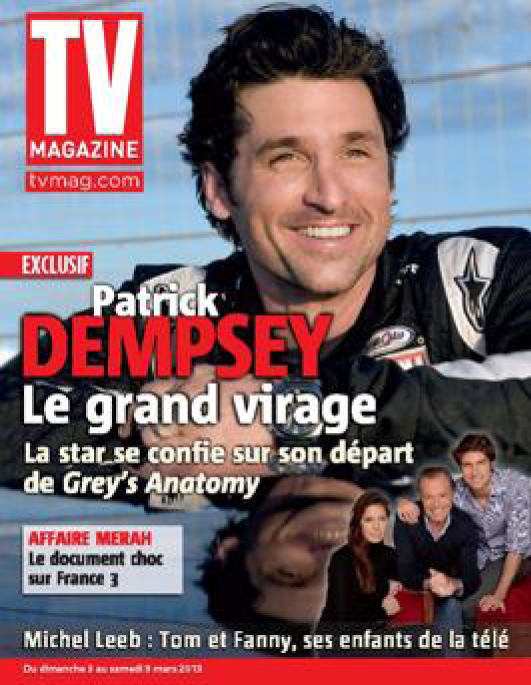 TV
MAGAZINE
tvmag.com
EXCLUSIF
Patrick
DEMPSEY
Le grand virage
La star se confie sur son départ
de Grey's Anatomy
AFFAIRE MERAH
Le document choc
sur France 3
Michel Leeb : Tom et Fanny, ses enfants de la télé
Du dimanche 3 au samedi 9 mars 2013